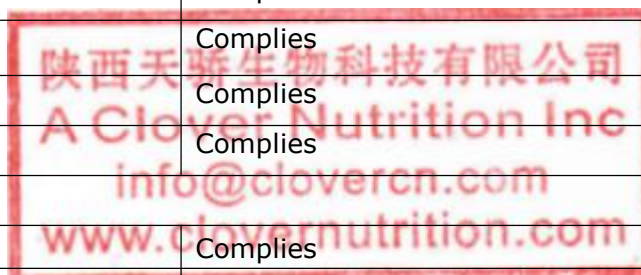 Complies
陕西天骄生物科技有限公司
Complies
A Clover Nutrition Inc
Complies
info@clovercn.com
www.clovernutrition.com
Complies